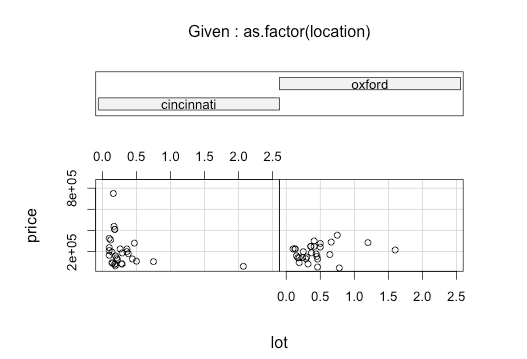 Given : as.factor(location)
oxford
cincinnati
0.0 0.5 1.0 1.5 2.0 2.5
8e+05
2e+05
price
0.0 0.5 1.0 1.5 2.0 2.5
lot